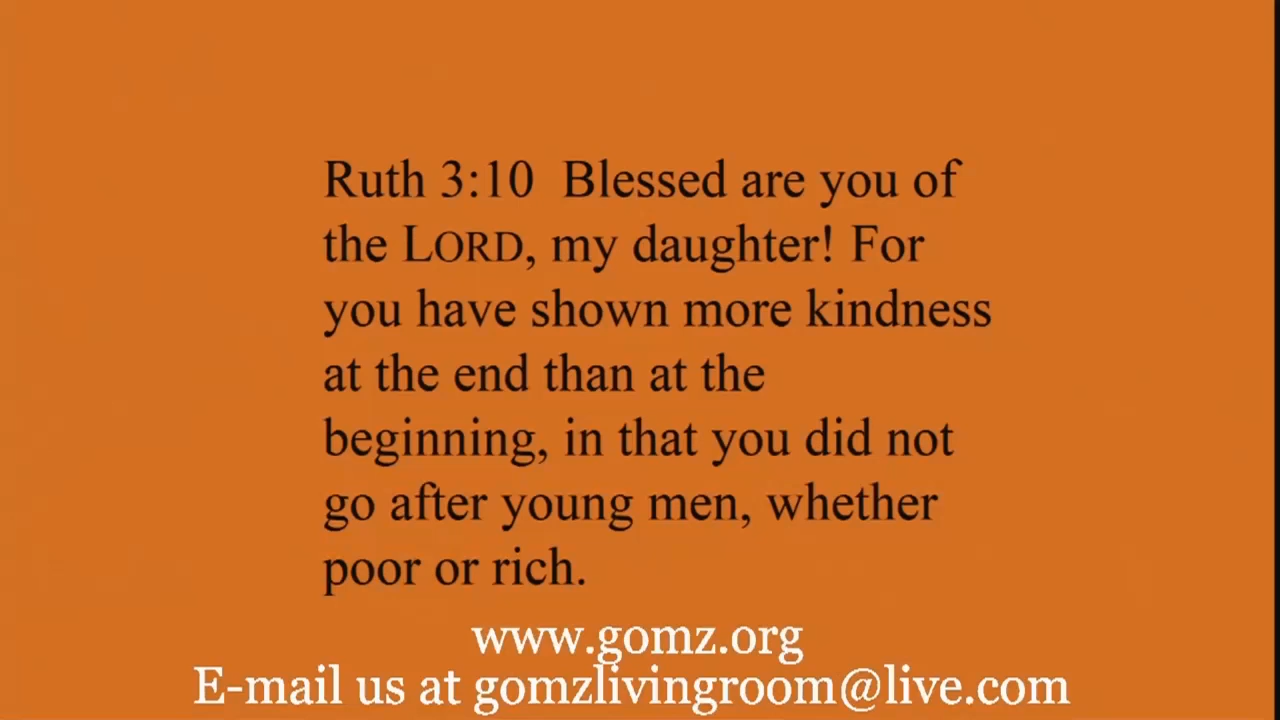 Ruth 3:10  Blessed are you of
the LORD, my daughter! For
you have shown more kindness
at the end than at the
beginning, in that you did not
go after young men, whether
poor or rich.
www.gomz.org
E-mail us at gomzlivingroom@live.com